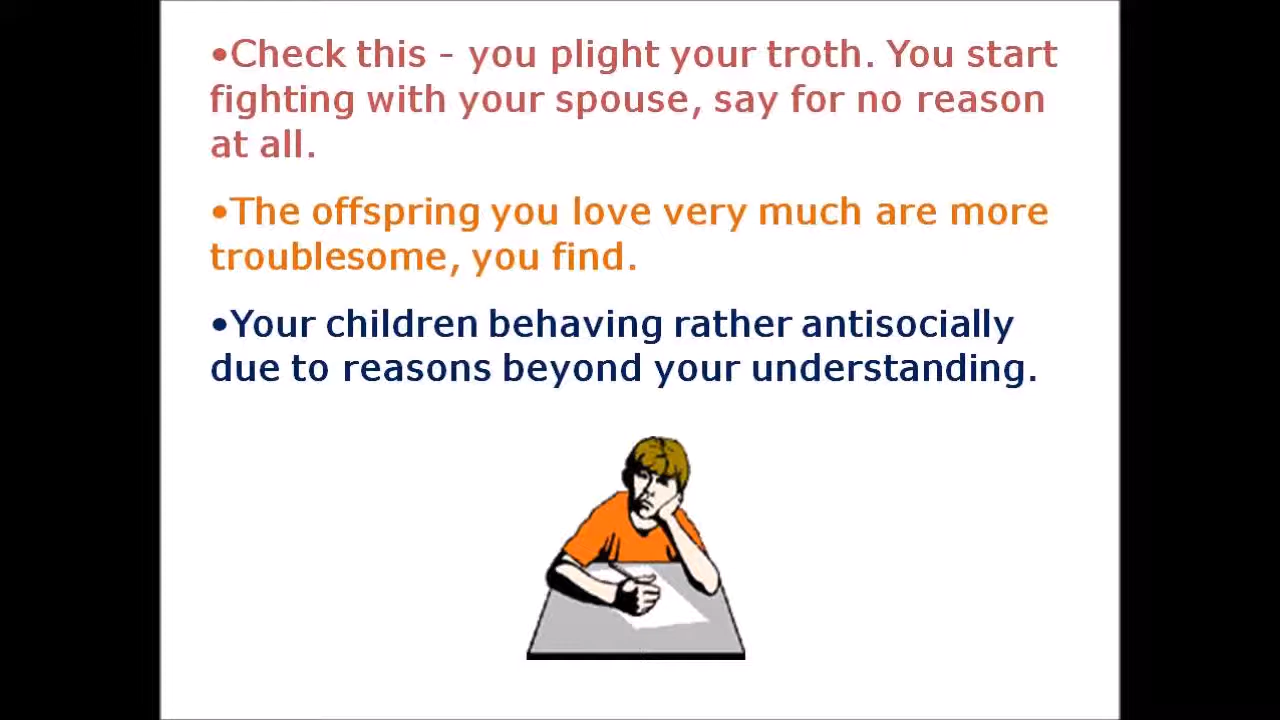 •Check this - you plight your troth. You start
fighting with your spouse, say for no reason
at all.
•The offspring you love very much are more
troublesome, you find.
•Your children behaving rather antisocially
due to reasons beyond your understanding.